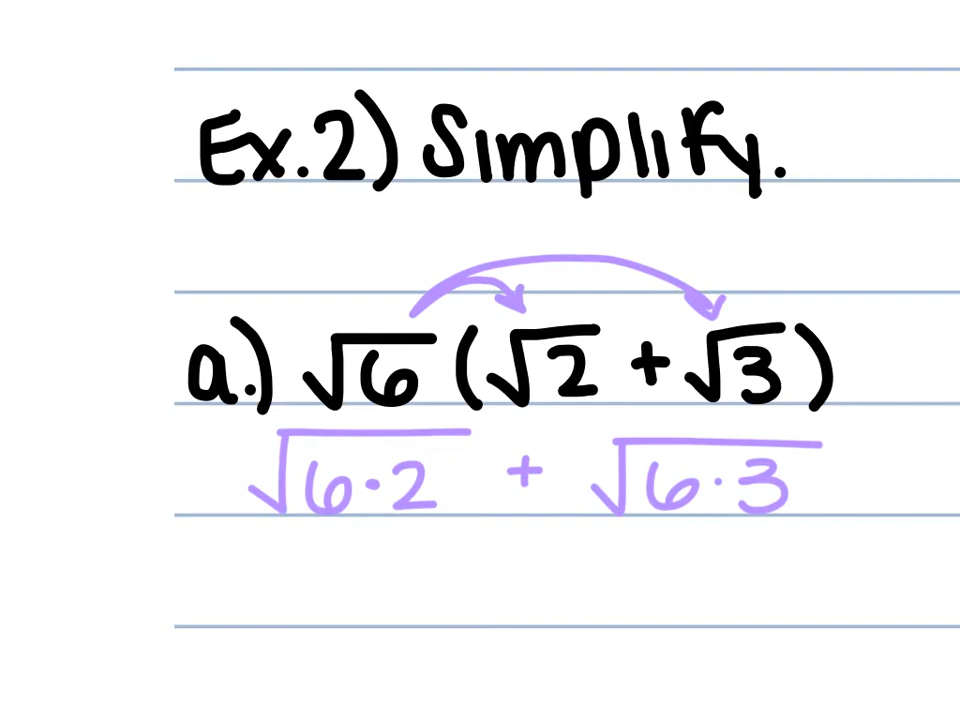 Ex.2) Simplify.
a.) √6 (√2 + √3)
√6·2 + √6·3